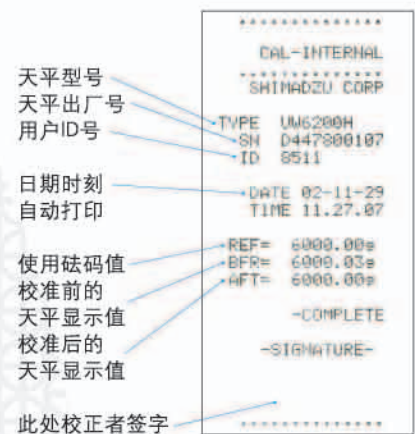 * * * * * * * * * * * * * *
CAL-INTERNAL
* * * * * * * * * * * * * *
SHIMADZU CORP
天平型号
天平出厂号
用户ID号
TYPE UW6200H
SN D447800107
ID 8511
日期时刻
自动打印
DATE 02-11-29
TIME 11.27.07
使用砝码值
校准前的
天平显示值
校准后的
天平显示值
REF= 6000.00g
BFR= 6000.03g
AFT= 6000.00g
-COMPLETE
-SIGNATURE-
此处校正者签字
* * * * * * * * * * * * * *